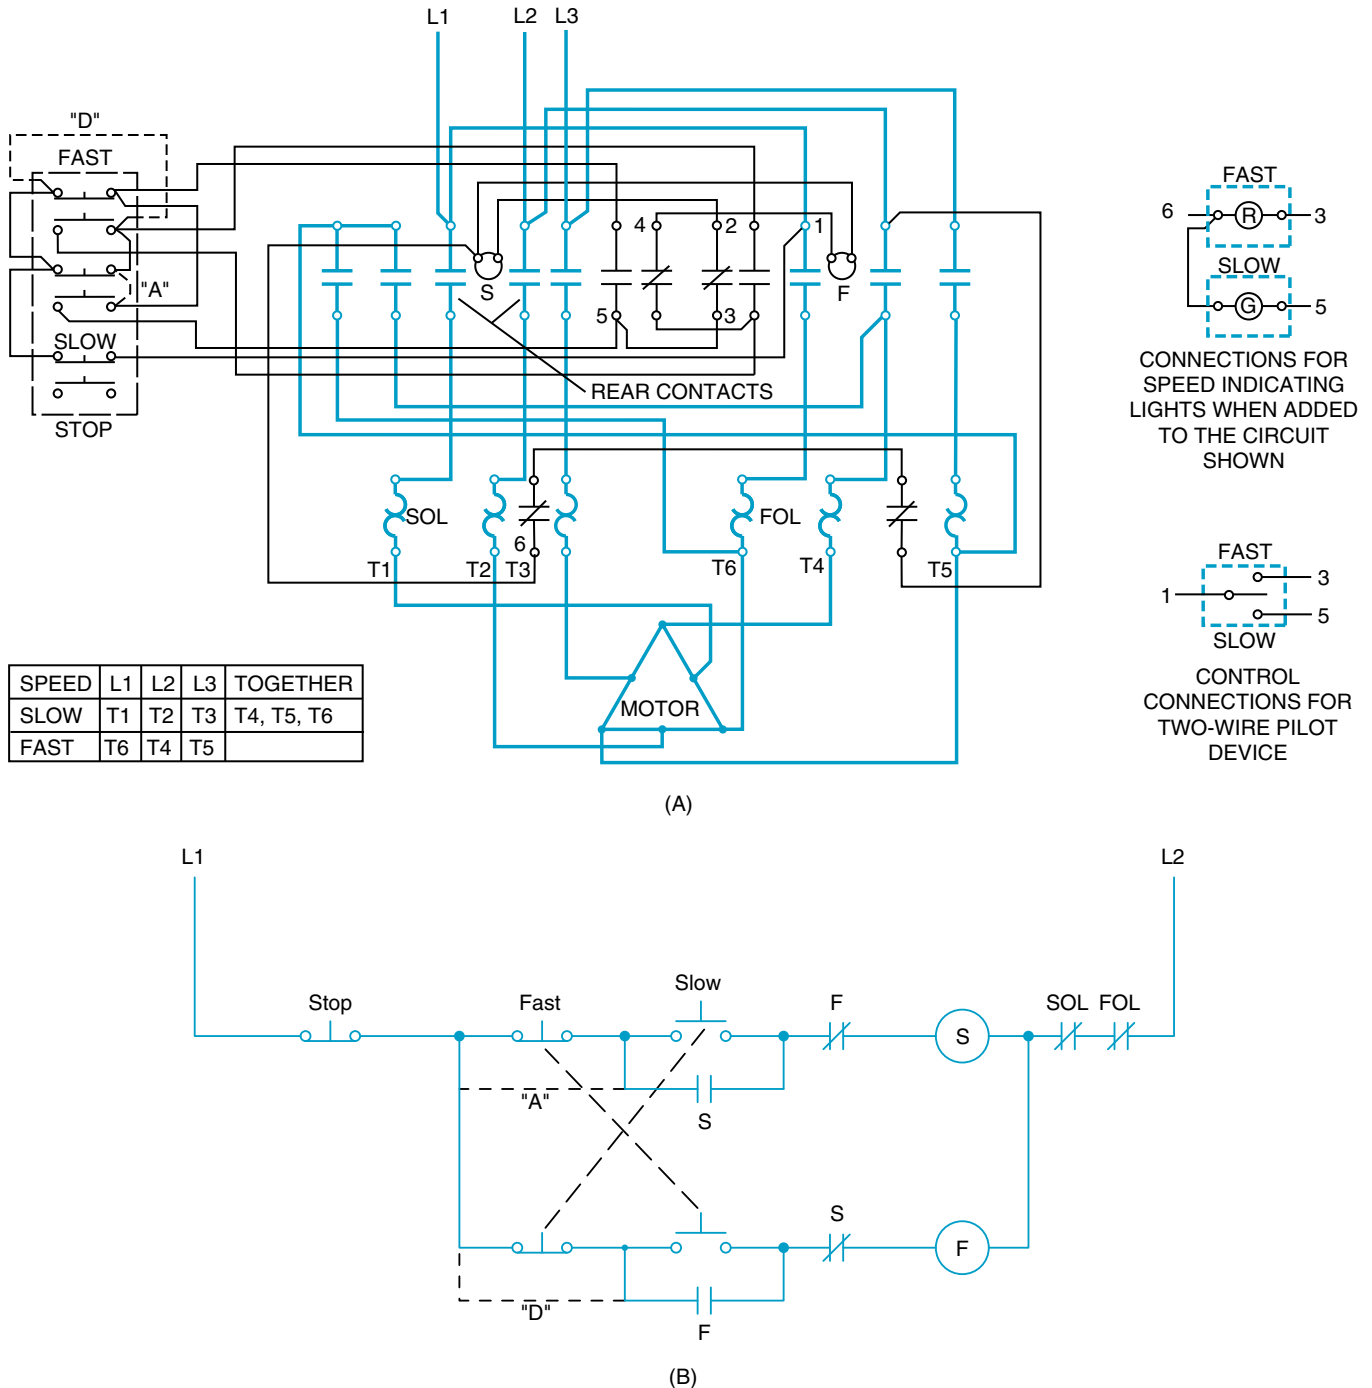 L1
L2
L3
"D"
FAST
"A"
SLOW
STOP
S
4
2
1
F
5
3
REAR CONTACTS
SOL
FOL
6
T1
T2
T3
T6
T4
T5
MOTOR
FAST
6
R
3
SLOW
G
5
CONNECTIONS FOR
SPEED INDICATING
LIGHTS WHEN ADDED
TO THE CIRCUIT
SHOWN
FAST
3
1
5
SLOW
CONTROL
CONNECTIONS FOR
TWO-WIRE PILOT
DEVICE
SPEED L1 L2 L3 TOGETHER
SLOW T1 T2 T3 T4, T5, T6
FAST T6 T4 T5
(A)
L1
L2
Stop
Fast
Slow
F
S
SOL
FOL
"A"
S
S
F
"D"
F
(B)